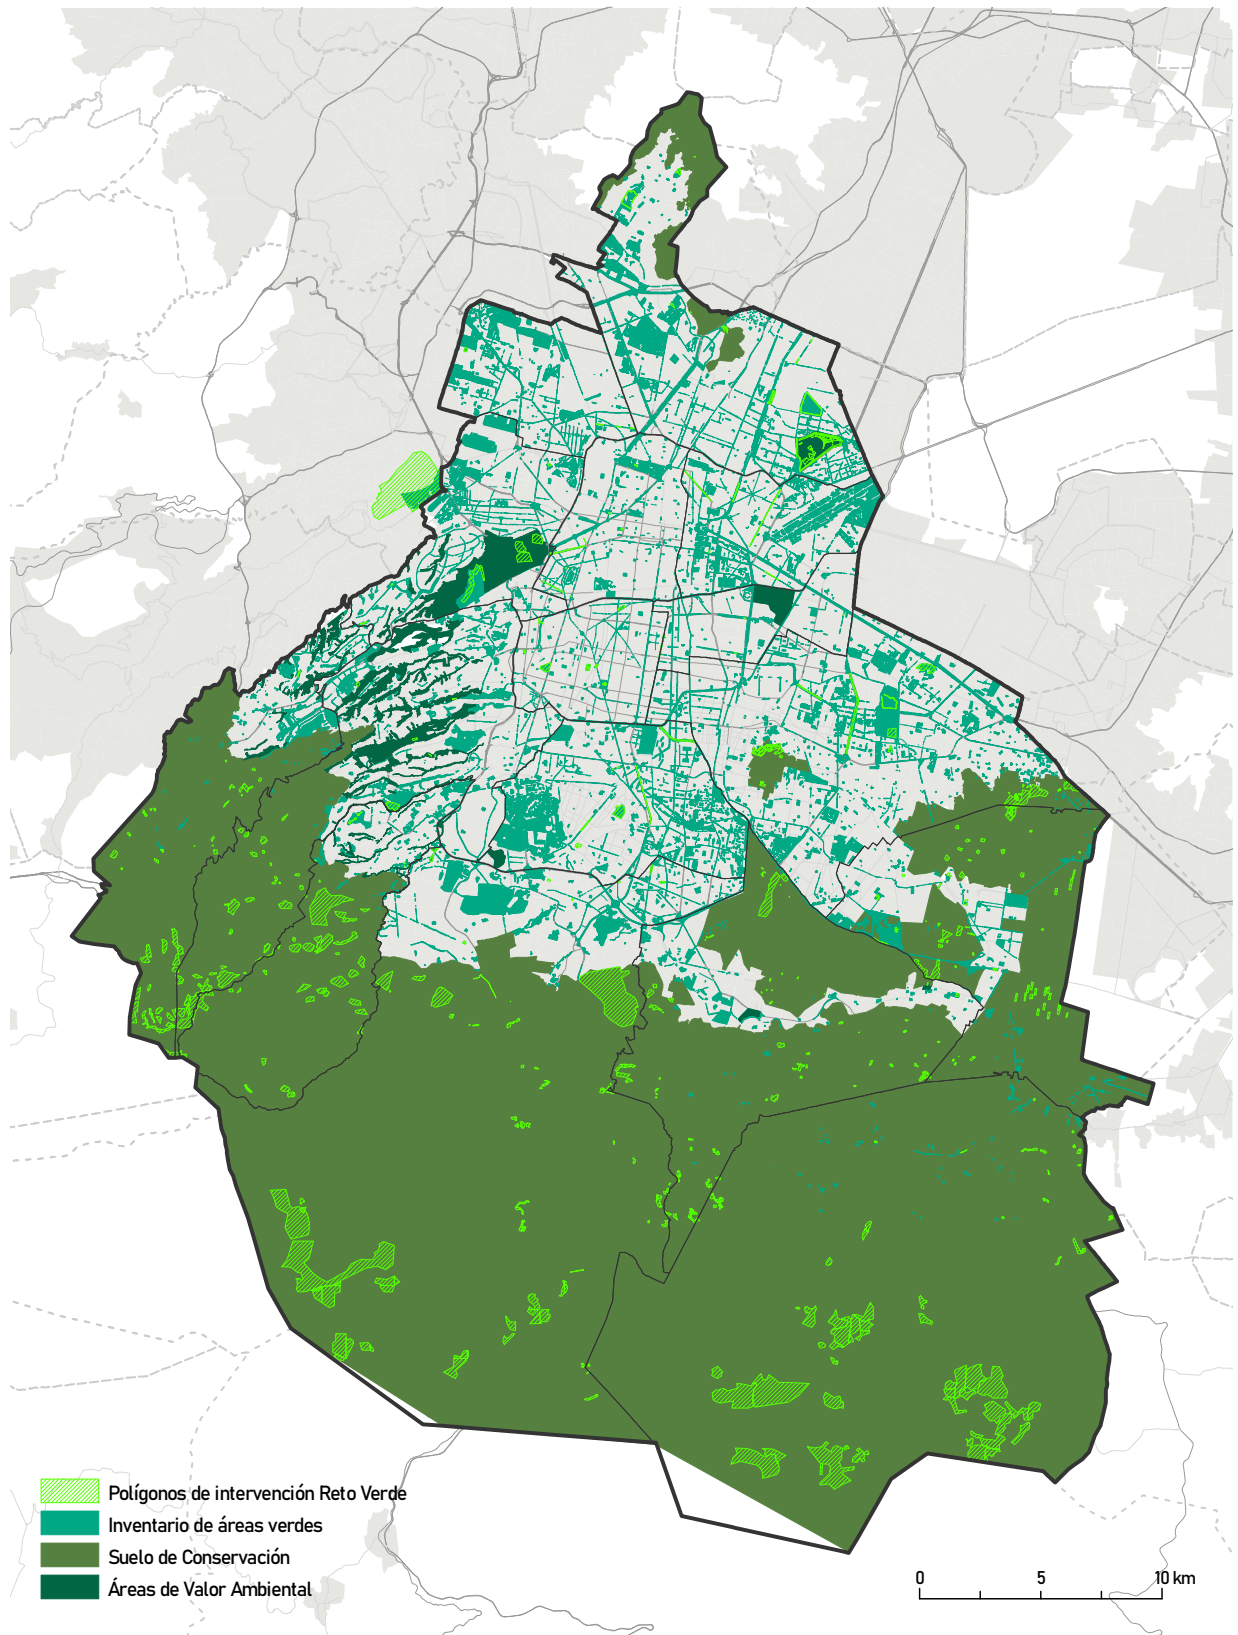 Polígonos de intervención Reto Verde
Inventario de áreas verdes
Suelo de Conservación
Áreas de Valor Ambiental
0 5 10 km